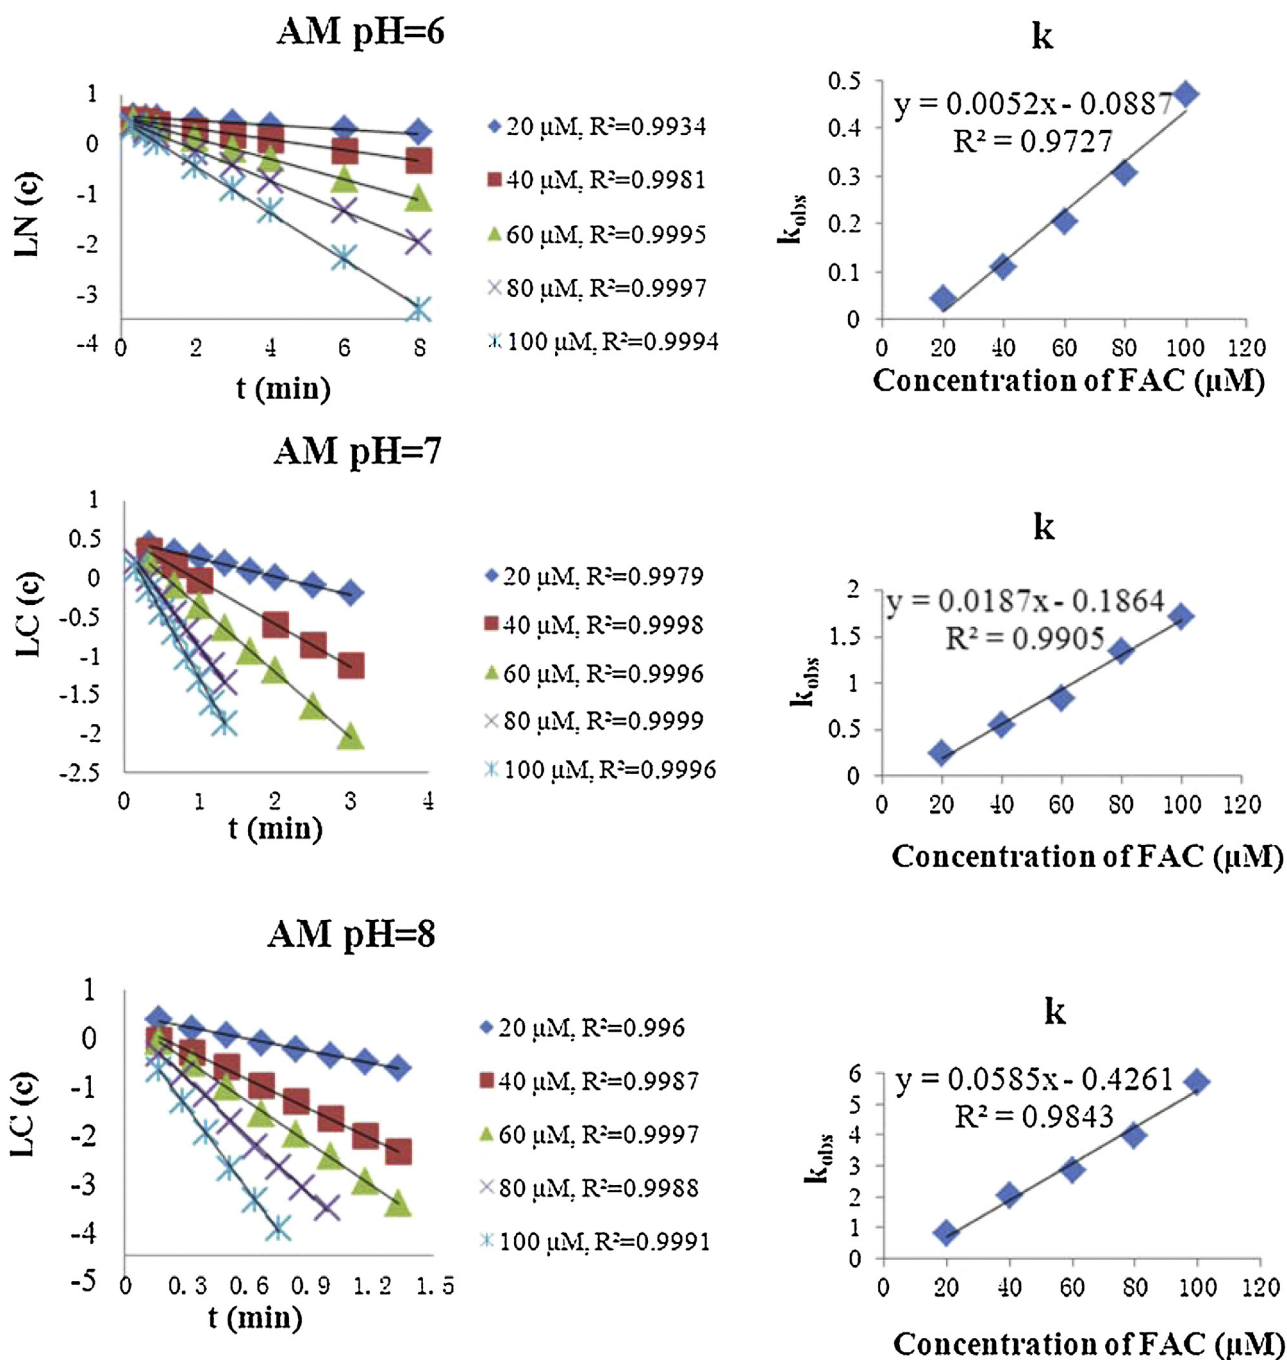 AM pH=6
LN (c)
1
0
-1
-2
-3
-4
0 2 4 6 8
t (min)
20 μM, R²=0.9934
40 μM, R²=0.9981
60 μM, R²=0.9995
80 μM, R²=0.9997
100 μM, R²=0.9994
k
y = 0.0052x - 0.0887
R² = 0.9727
kobs
0.5
0.4
0.3
0.2
0.1
0
0 20 40 60 80 100 120
Concentration of FAC (μM)
AM pH=7
LC (c)
1
0.5
0
-0.5
-1
-1.5
-2
-2.5
0 1 2 3 4
t (min)
20 μM, R²=0.9979
40 μM, R²=0.9998
60 μM, R²=0.9996
80 μM, R²=0.9999
100 μM, R²=0.9996
k
y = 0.0187x - 0.1864
R² = 0.9905
kobs
2
1.5
1
0.5
0
0 20 40 60 80 100 120
Concentration of FAC (μM)
AM pH=8
LC (c)
1
0
-1
-2
-3
-4
-5
0 0.3 0.6 0.9 1.2 1.5
t (min)
20 μM, R²=0.996
40 μM, R²=0.9987
60 μM, R²=0.9997
80 μM, R²=0.9988
100 μM, R²=0.9991
k
y = 0.0585x - 0.4261
R² = 0.9843
kobs
6
5
4
3
2
1
0
0 20 40 60 80 100 120
Concentration of FAC (μM)